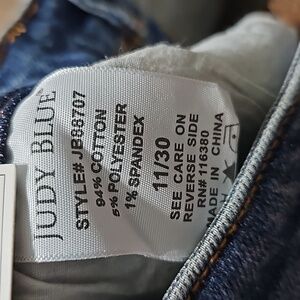 JUDY BLUE
STYLE# JB88707
94% COTTON
5% POLYESTER
1% SPANDEX
11/30
SEE CARE ON
REVERSE SIDE
RN# 116380
MADE IN CHINA